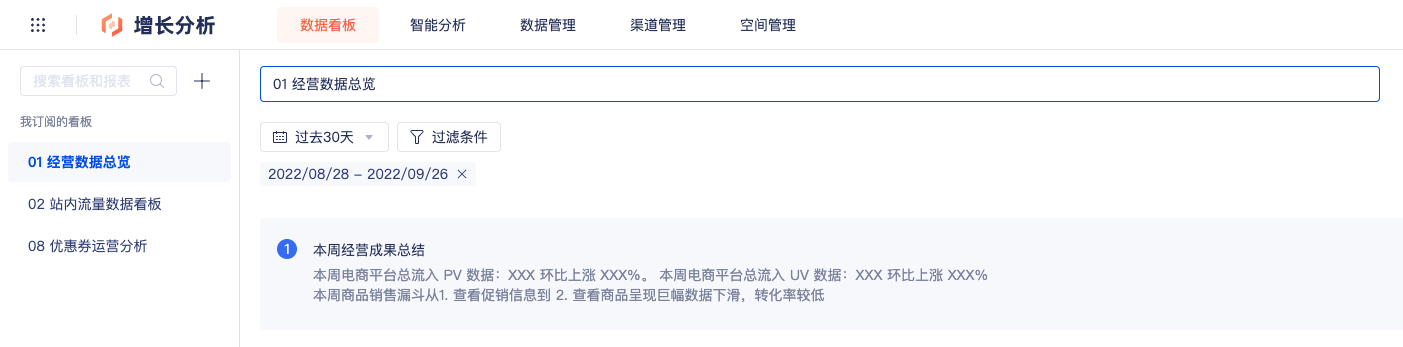 增长分析
数据看板 智能分析 数据管理 渠道管理 空间管理
搜索看板和报表
我订阅的看板
01 经营数据总览
02 站内流量数据看板
08 优惠券运营分析
01 经营数据总览
过去30天 过滤条件
2022/08/28 – 2022/09/26
1 本周经营成果总结
本周电商平台总流入 PV 数据：XXX 环比上涨 XXX%。 本周电商平台总流入 UV 数据：XXX 环比上涨 XXX%
本周商品销售漏斗从1. 查看促销信息到 2. 查看商品呈现巨幅数据下滑，转化率较低